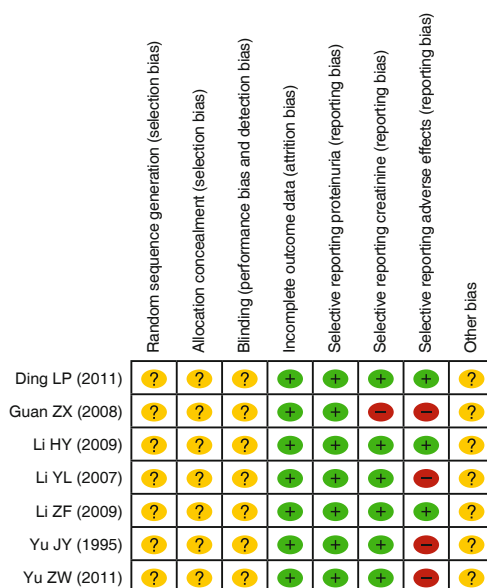 Random sequence generation (selection bias)
Allocation concealment (selection bias)
Blinding (performance bias and detection bias)
Incomplete outcome data (attrition bias)
Selective reporting proteinuria (reporting bias)
Selective reporting creatinine (reporting bias)
Selective reporting adverse effects (reporting bias)
Other bias
Ding LP (2011) ? ? ? + + + + ?
Guan ZX (2008) ? ? ? + + − − ?
Li HY (2009) ? ? ? + + + + ?
Li YL (2007) ? ? ? + + + − ?
Li ZF (2009) ? ? ? + + + + ?
Yu JY (1995) ? ? ? + + + − ?
Yu ZW (2011) ? ? ? + + + − ?